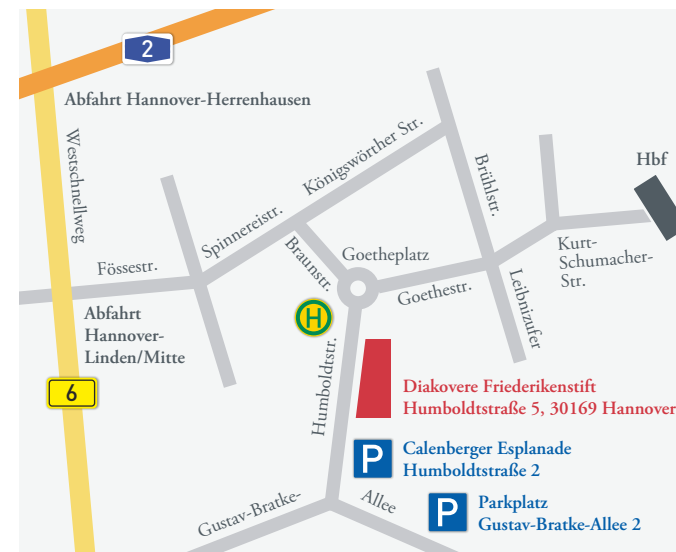 2
Abfahrt Hannover-Herrenhausen
Westschnellweg
Königswörther Str.
Brühlstr.
Hbf
Spinnereistr.
Braunstr.
Goetheplatz
Kurt-
Schumacher-
Str.
Fössestr.
Goethestr.
Leibnizufer
Abfahrt
Hannover-
Linden/Mitte
H
6
Humboldtstr.
Diakovere Friederikenstift
Humboldtstraße 5, 30169 Hannover
P
Calenberger Esplanade
Humboldtstraße 2
Gustav-Bratke-
Allee
P
Parkplatz
Gustav-Bratke-Allee 2